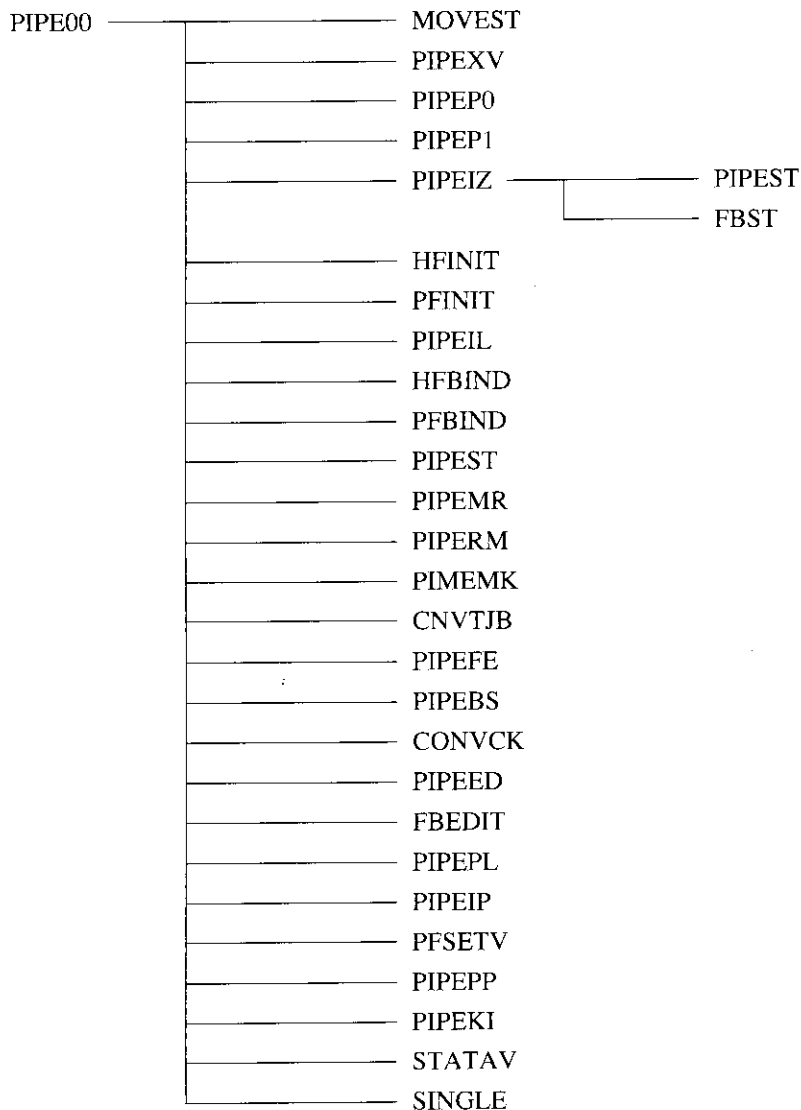 PIPE00 MOVEST
PIPEXV
PIPEP0
PIPEP1
PIPEIZ PIPEST
FBST
HFINIT
PFINIT
PIPEIL
HFBIND
PFBIND
PIPEST
PIPEMR
PIPERM
PIMEMK
CNVTJB
PIPEFE
PIPEBS
CONVCK
PIPEED
FBEDIT
PIPEPL
PIPEIP
PFSETV
PIPEPP
PIPEKI
STATAV
SINGLE